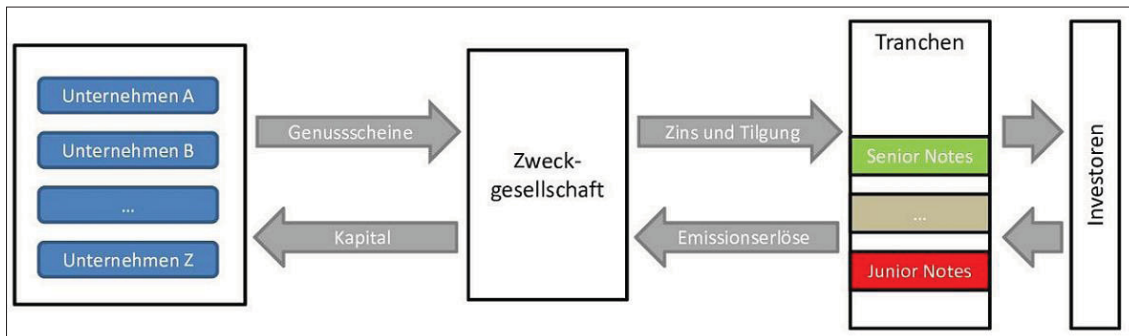 Unternehmen A
Unternehmen B
...
Unternehmen Z
Genussscheine
Kapital
Zweck-
gesellschaft
Zins und Tilgung
Emissionserlöse
Tranchen
Senior Notes
...
Junior Notes
Investoren